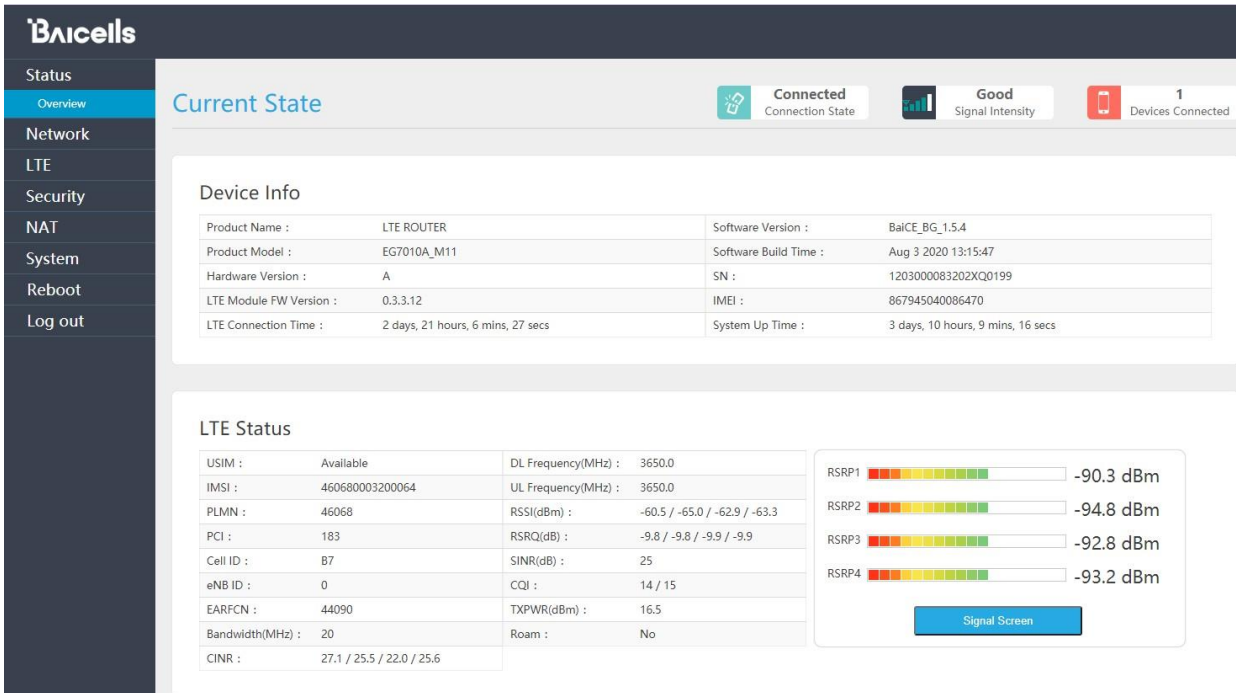 BAICELLS
Status
Overview
Network
LTE
Security
NAT
System
Reboot
Log out
Current State
Connected
Connection State
Good
Signal Intensity
1
Devices Connected
Device Info
Product Name : LTE ROUTER Software Version : BaiCE_BG_1.5.4
Product Model : EG7010A_M11 Software Build Time : Aug 3 2020 13:15:47
Hardware Version : A SN : 1203000083202XQ0199
LTE Module FW Version : 0.3.3.12 IMEI : 867945040086470
LTE Connection Time : 2 days, 21 hours, 6 mins, 27 secs System Up Time : 3 days, 10 hours, 9 mins, 16 secs
LTE Status
USIM : Available DL Frequency(MHz) : 3650.0
IMSI : 460680003200064 UL Frequency(MHz) : 3650.0
PLMN : 46068 RSSI(dBm) : -60.5 / -65.0 / -62.9 / -63.3
PCI : 183 RSRQ(dB) : -9.8 / -9.8 / -9.9 / -9.9
Cell ID : B7 SINR(dB) : 25
eNB ID : 0 CQI : 14 / 15
EARFCN : 44090 TXPWR(dBm) : 16.5
Bandwidth(MHz) : 20 Roam : No
CINR : 27.1 / 25.5 / 22.0 / 25.6
RSRP1 -90.3 dBm
RSRP2 -94.8 dBm
RSRP3 -92.8 dBm
RSRP4 -93.2 dBm
Signal Screen